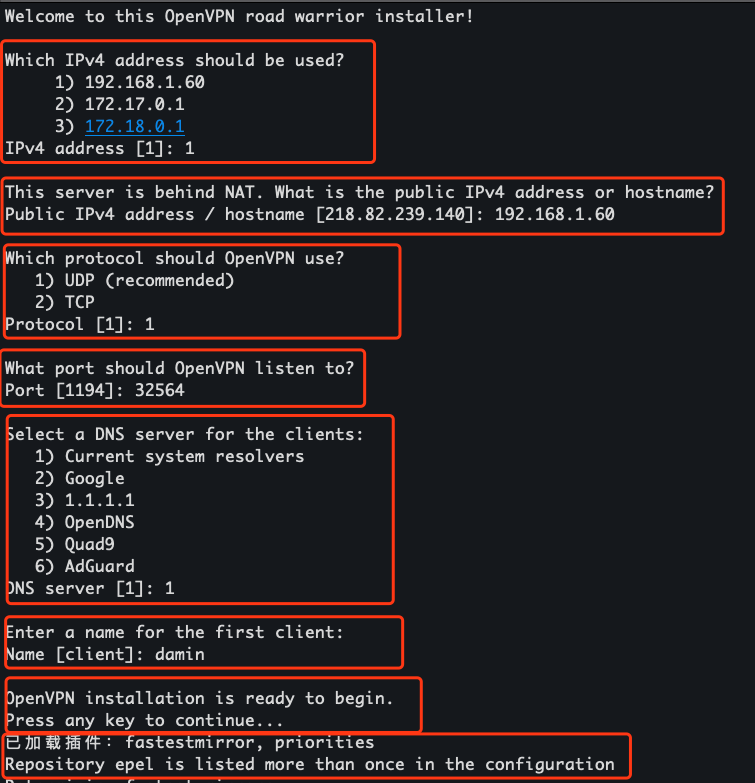 Welcome to this OpenVPN road warrior installer!
Which IPv4 address should be used?
1) 192.168.1.60
2) 172.17.0.1
3) 172.18.0.1
IPv4 address [1]: 1
This server is behind NAT. What is the public IPv4 address or hostname?
Public IPv4 address / hostname [218.82.239.140]: 192.168.1.60
Which protocol should OpenVPN use?
1) UDP (recommended)
2) TCP
Protocol [1]: 1
What port should OpenVPN listen to?
Port [1194]: 32564
Select a DNS server for the clients:
1) Current system resolvers
2) Google
3) 1.1.1.1
4) OpenDNS
5) Quad9
6) AdGuard
DNS server [1]: 1
Enter a name for the first client:
Name [client]: damin
OpenVPN installation is ready to begin.
Press any key to continue...
已加载插件：fastestmirror, priorities
Repository epel is listed more than once in the configuration